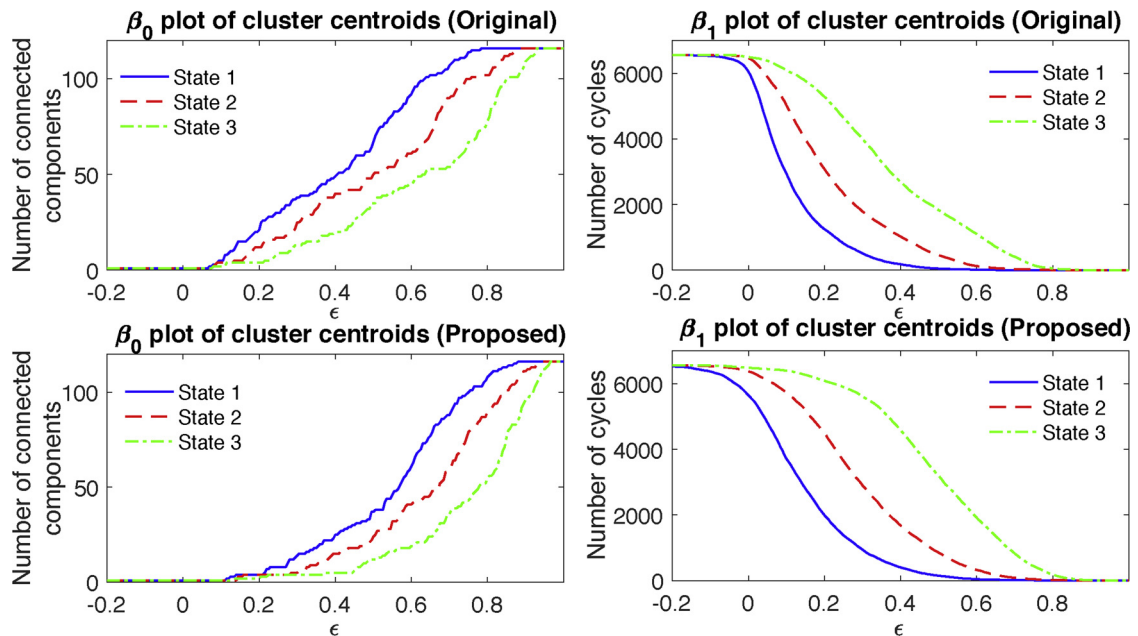 β0 plot of cluster centroids (Original)
Number of connected
components
100
50
0
State 1
State 2
State 3
-0.2 0 0.2 0.4 0.6 0.8
ϵ
β1 plot of cluster centroids (Original)
Number of cycles
6000
4000
2000
0
State 1
State 2
State 3
-0.2 0 0.2 0.4 0.6 0.8
ϵ
β0 plot of cluster centroids (Proposed)
Number of connected
components
100
50
0
State 1
State 2
State 3
-0.2 0 0.2 0.4 0.6 0.8
ϵ
β1 plot of cluster centroids (Proposed)
Number of cycles
6000
4000
2000
0
State 1
State 2
State 3
-0.2 0 0.2 0.4 0.6 0.8
ϵ